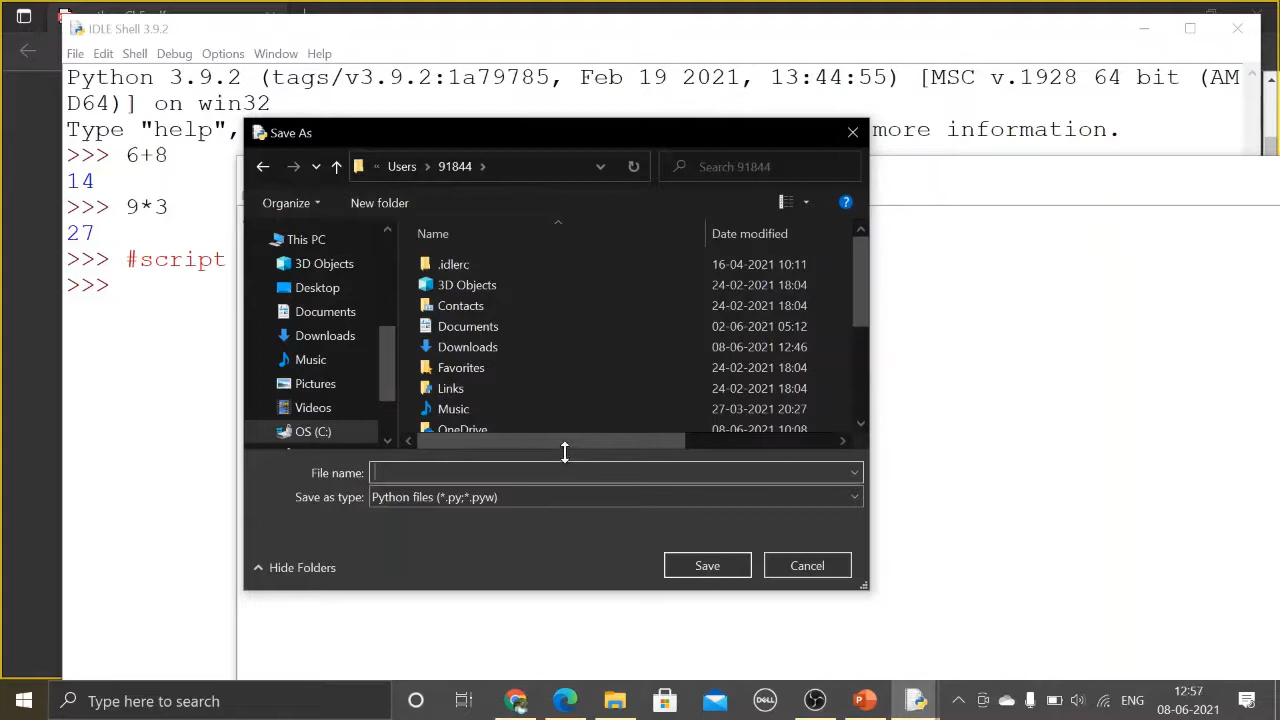 IDLE Shell 3.9.2
File Edit Shell Debug Options Window Help
Python 3.9.2 (tags/v3.9.2:1a79785, Feb 19 2021, 13:44:55) [MSC v.1928 64 bit (AM
D64)] on win32
Type "help", more information.
>>> 6+8
14
>>> 9*3
27
>>> #script
>>>
Save As
« Users > 91844 >
Search 91844
Organize New folder
This PC
3D Objects
Desktop
Documents
Downloads
Music
Pictures
Videos
OS (C:)
Name Date modified
.idlerc 16-04-2021 10:11
3D Objects 24-02-2021 18:04
Contacts 24-02-2021 18:04
Documents 02-06-2021 05:12
Downloads 08-06-2021 12:46
Favorites 24-02-2021 18:04
Links 24-02-2021 18:04
Music 27-03-2021 20:27
OneDrive 08-06-2021 10:08
File name:
Save as type: Python files (*.py;*.pyw)
Hide Folders
Save Cancel
Type here to search
DELL
ENG
12:57
08-06-2021